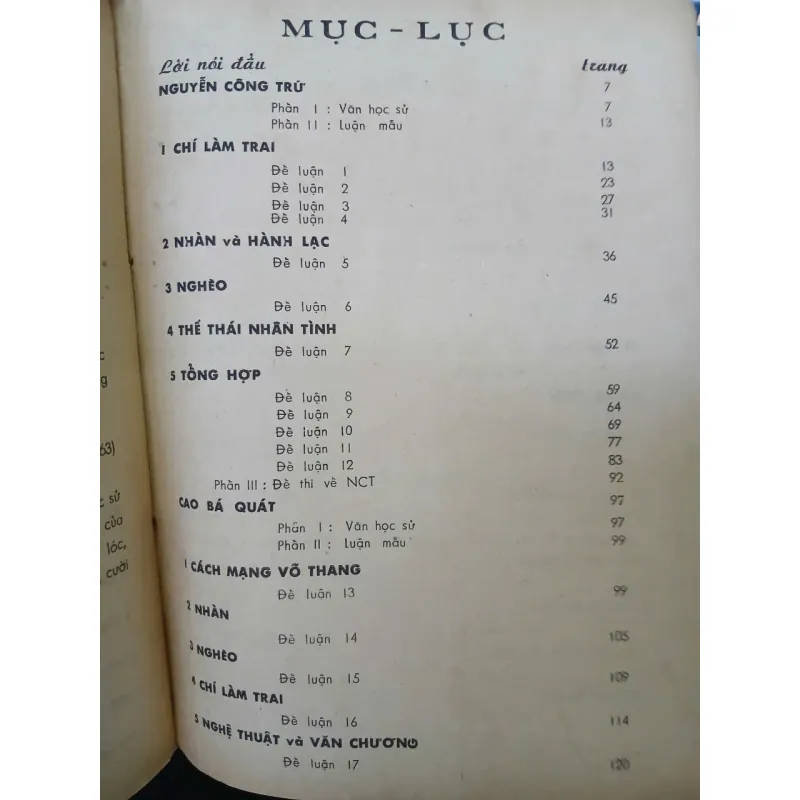 MỤC - LỤC
Lời nói đầu trang
NGUYỄN CÔNG TRỨ 7
Phần I : Văn học sử 7
Phần II : Luận mẫu 13
1 CHÍ LÀM TRAI
Đề luận 1 13
Đề luận 2 23
Đề luận 3 27
Đề luận 4 31
2 NHÀN và HÀNH LẠC
Đề luận 5 36
3 NGHÈO
Đề luận 6 45
4 THẾ THÁI NHÂN TÌNH
Đề luận 7 52
5 TỔNG HỢP
Đề luận 8 59
Đề luận 9 64
Đề luận 10 69
Đề luận 11 77
Đề luận 12 83
Phần III : Đề thi về NCT 92
CAO BÁ QUÁT 97
Phần I : Văn học sử 97
Phần II : Luận mẫu 99
1 CÁCH MẠNG VÕ THANG
Đề luân 13 99
2 NHÀN
Đề luận 14 105
3 NGHÈO
Đề luận 15 109
4 CHÍ LÀM TRAI
Đề luận 16 114
5 NGHỆ THUẬT và VĂN CHƯƠNG
Đề luận 17 120
63)
sử
của
lóc,
cười